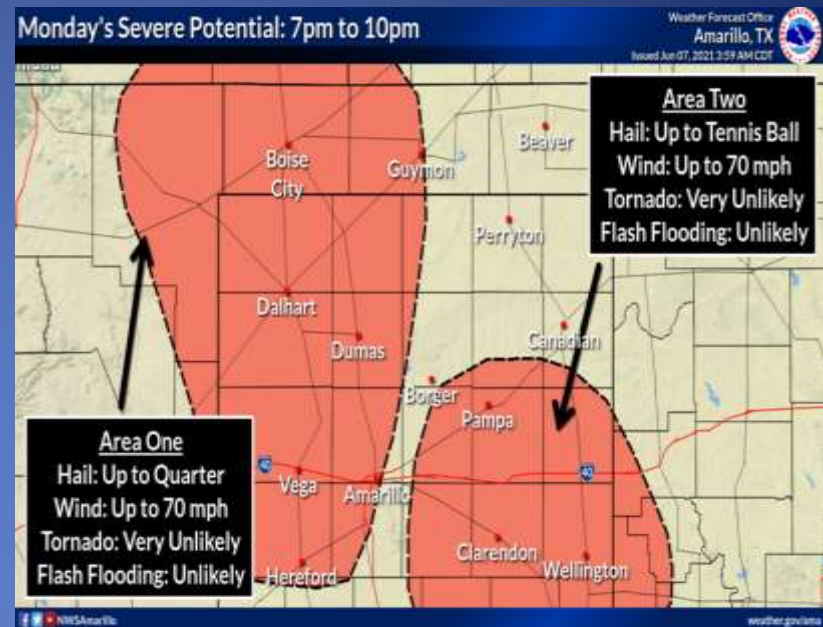 Monday's Severe Potential: 7pm to 10pm
Weather Forecast Office
Amarillo, TX
Issued Jun 07, 2021 3:59 AM CDT
Area Two
Hail: Up to Tennis Ball
Wind: Up to 70 mph
Tornado: Very Unlikely
Flash Flooding: Unlikely
Boise
City
Guymon
Beaver
Perryton
Dalhart
Dumas
Canadian
Borger
Pampa
Area One
Hail: Up to Quarter
Wind: Up to 70 mph
Tornado: Very Unlikely
Flash Flooding: Unlikely
40
Vega
Amarillo
40
Clarendon
Wellington
Hereford
NWSAmarillo
weather.gov/ama